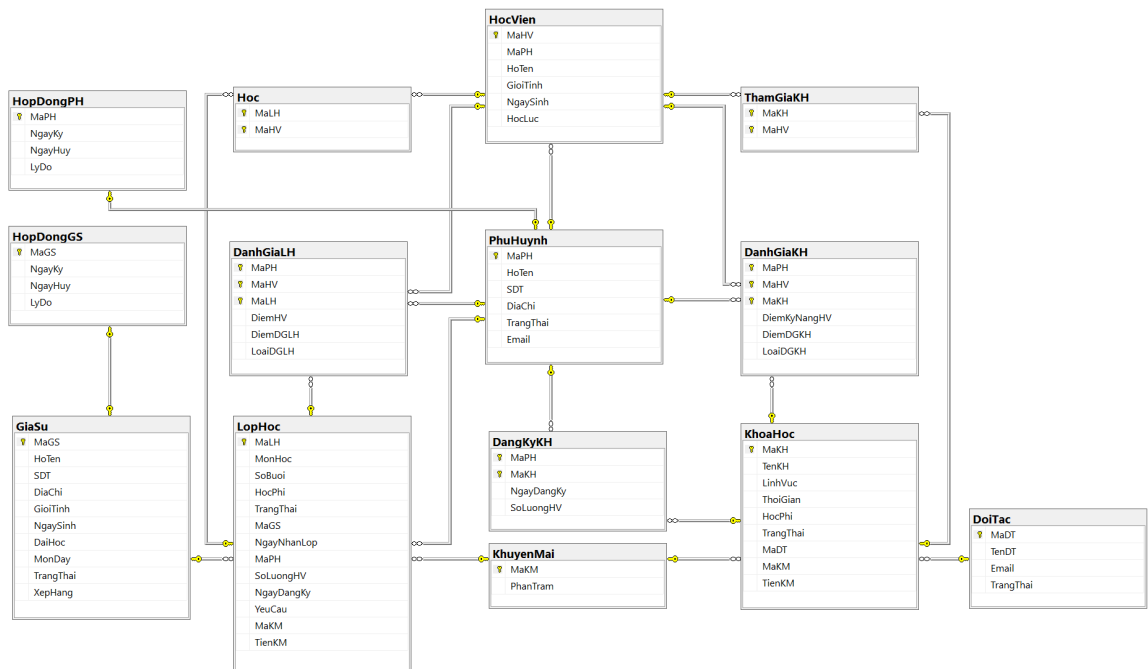 HocVien
MaHV
MaPH
HoTen
GioiTinh
NgaySinh
HocLuc
HopDongPH
MaPH
NgayKy
NgayHuy
LyDo
Hoc
MaLH
MaHV
ThamGiaKH
MaKH
MaHV
HopDongGS
MaGS
NgayKy
NgayHuy
LyDo
DanhGiaLH
MaPH
MaHV
MaLH
DiemHV
DiemDGLH
LoaiDGLH
PhuHuynh
MaPH
HoTen
SDT
DiaChi
TrangThai
Email
DanhGiaKH
MaPH
MaHV
MaKH
DiemKyNangHV
DiemDGKH
LoaiDGKH
GiaSu
MaGS
HoTen
SDT
DiaChi
GioiTinh
NgaySinh
DaiHoc
MonDay
TrangThai
XepHang
LopHoc
MaLH
MonHoc
SoBuoi
HocPhi
TrangThai
MaGS
NgayNhanLop
MaPH
SoLuongHV
NgayDangKy
YeuCau
MaKM
TienKM
DangKyKH
MaPH
MaKH
NgayDangKy
SoLuongHV
KhuyenMai
MaKM
PhanTram
KhoaHoc
MaKH
TenKH
LinhVuc
ThoiGian
HocPhi
TrangThai
MaDT
MaKM
TienKM
DoiTac
MaDT
TenDT
Email
TrangThai